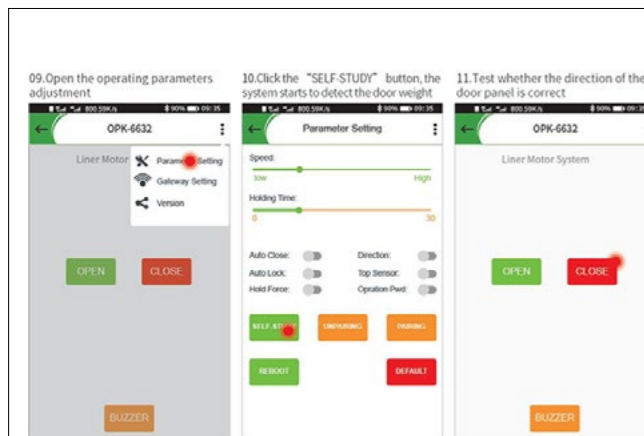 09.Open the operating parameters
adjustment
800.59K/s 90% 09:35
OPK-6632
Liner Motor
Parameter Setting
Gateway Setting
Version
OPEN CLOSE
BUZZER
10.Click the “SELF-STUDY” button, the
system starts to detect the door weight
800.59K/s 90% 09:35
Parameter Setting
Speed:
low High
Holding Time:
0 30
Auto Close: Direction:
Auto Lock: Top Sensor:
Hold Force: Opration Pwd:
SELF-STUDY UNPAIRING PAIRING
REBOOT DEFAULT
11.Test whether the direction of the
door panel is correct
800.59K/s 90% 09:35
OPK-6632
Liner Motor System
OPEN CLOSE
BUZZER